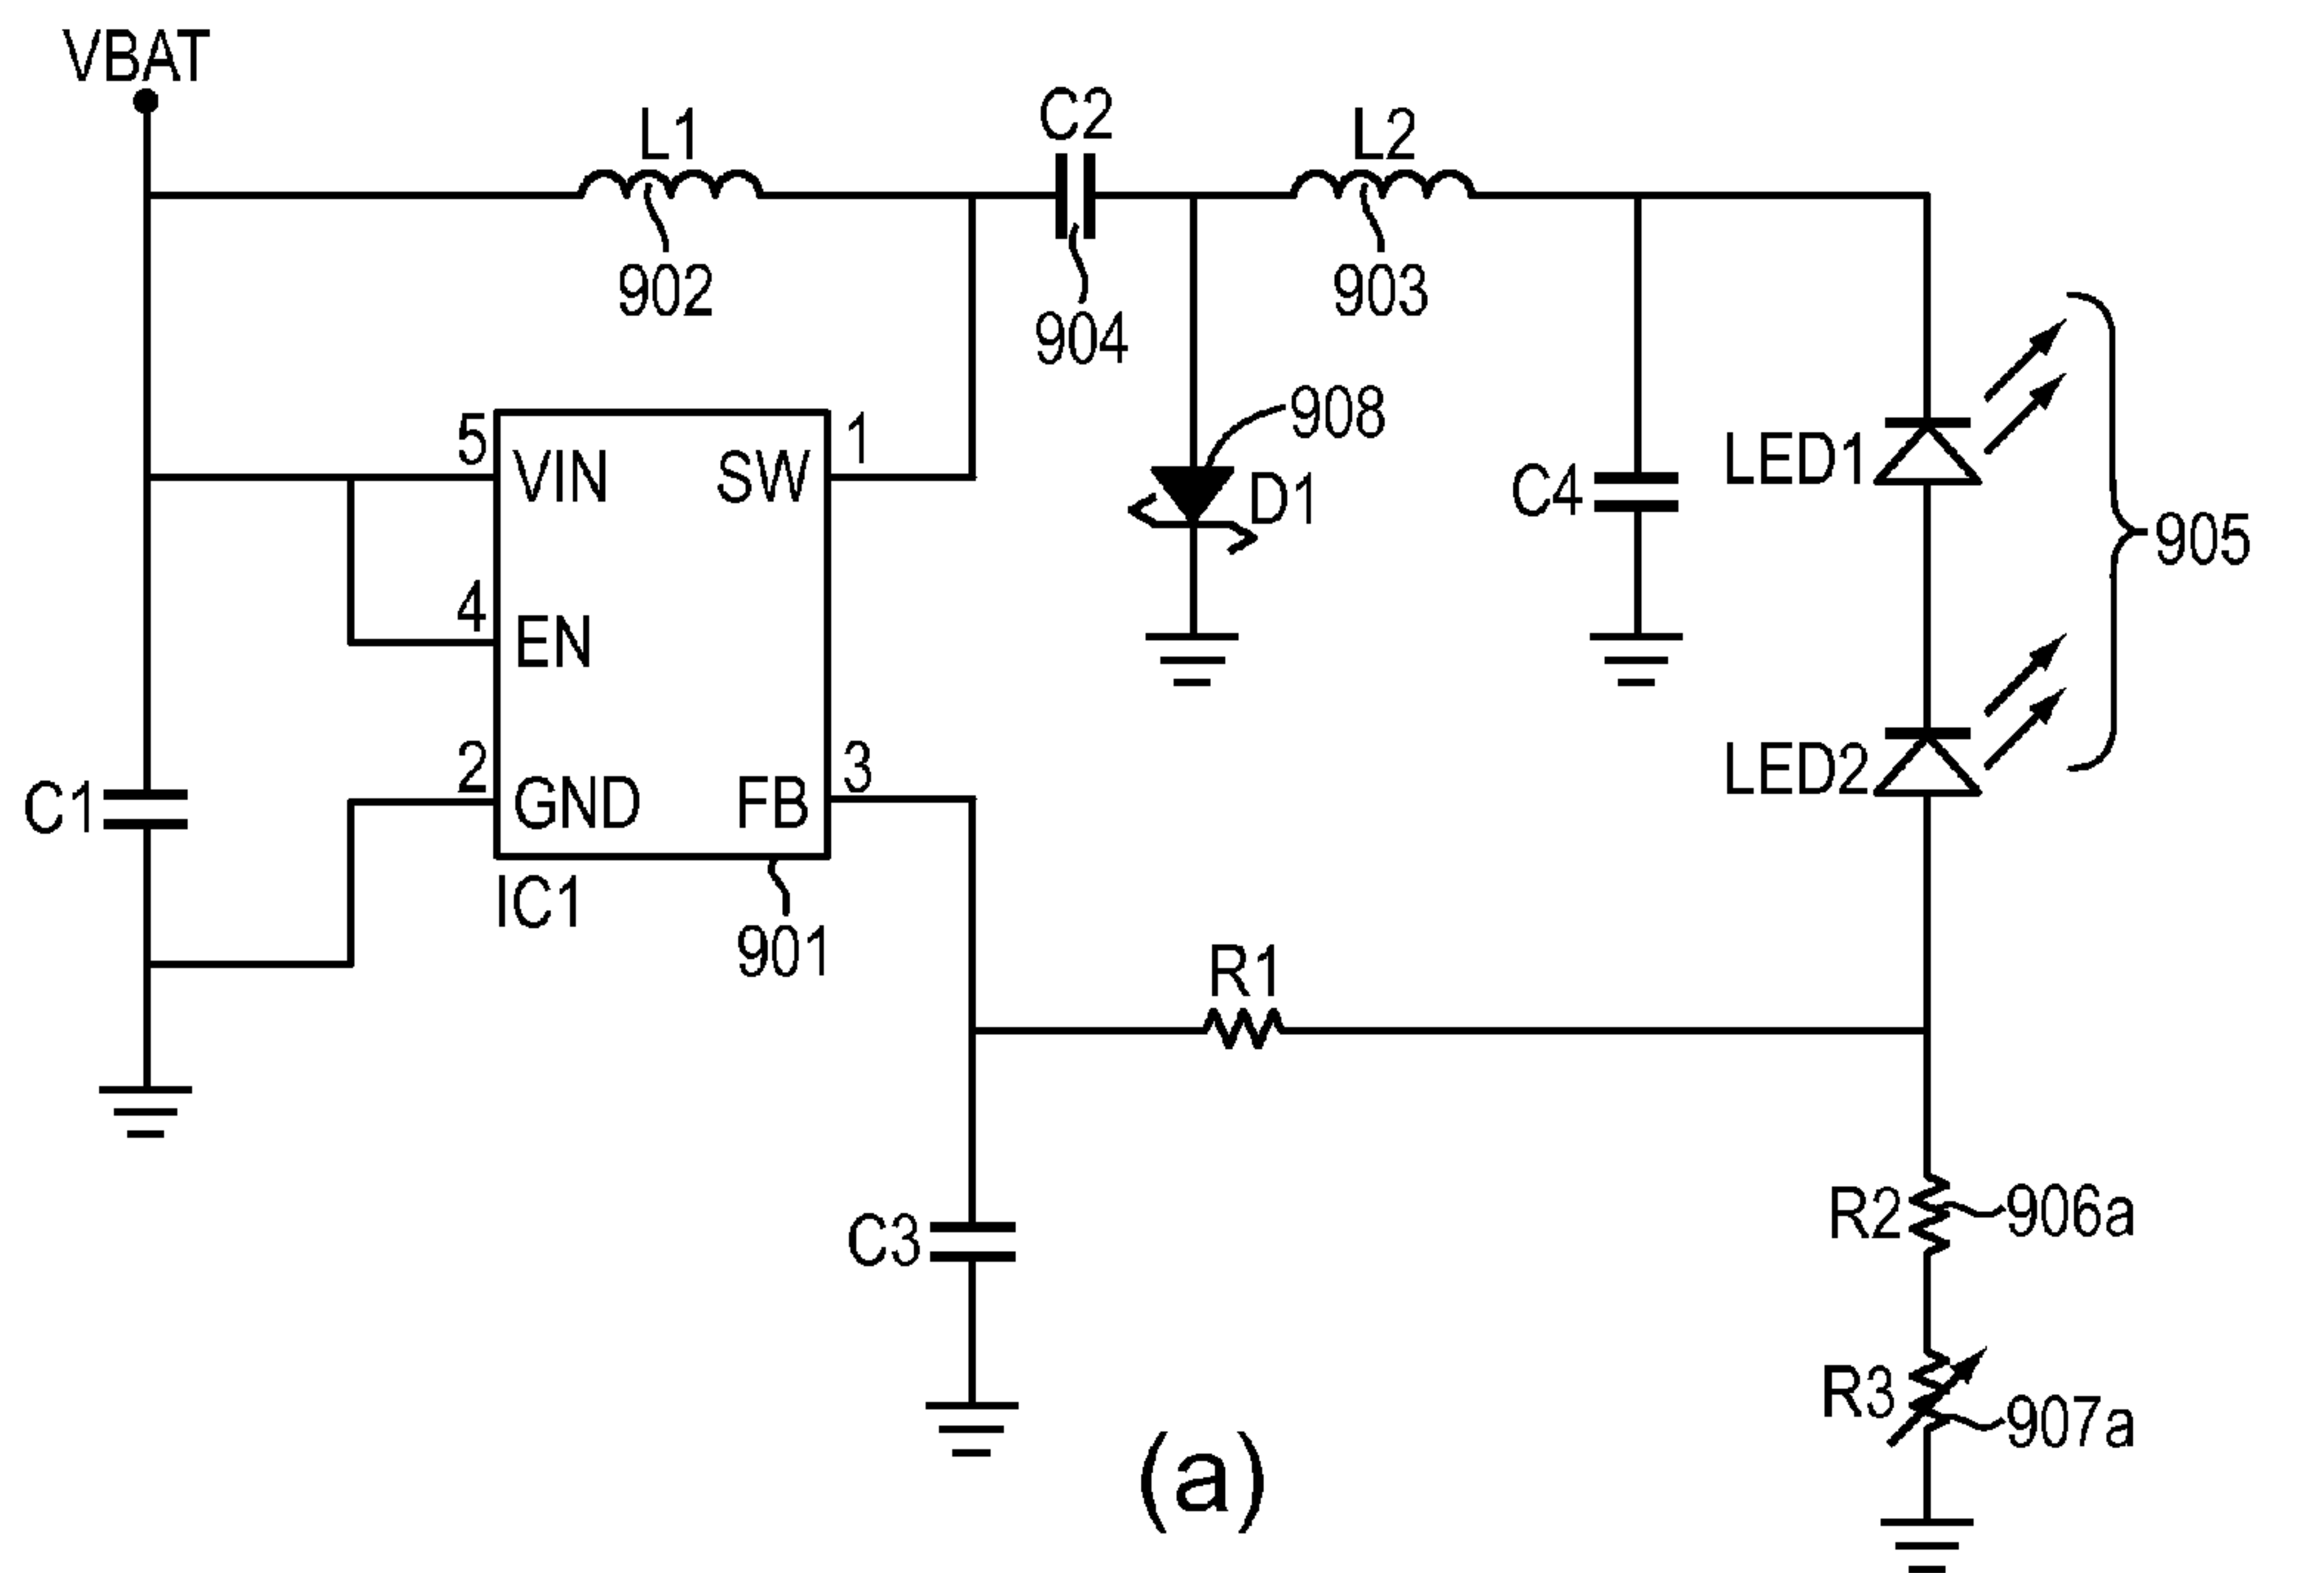 VBAT
L1
C2
L2
902
904
903
908
D1
5
VIN
SW
1
4
EN
2
GND
FB
3
IC1
901
C1
C4
LED1
LED2
905
R1
C3
R2
906a
R3
907a
(a)